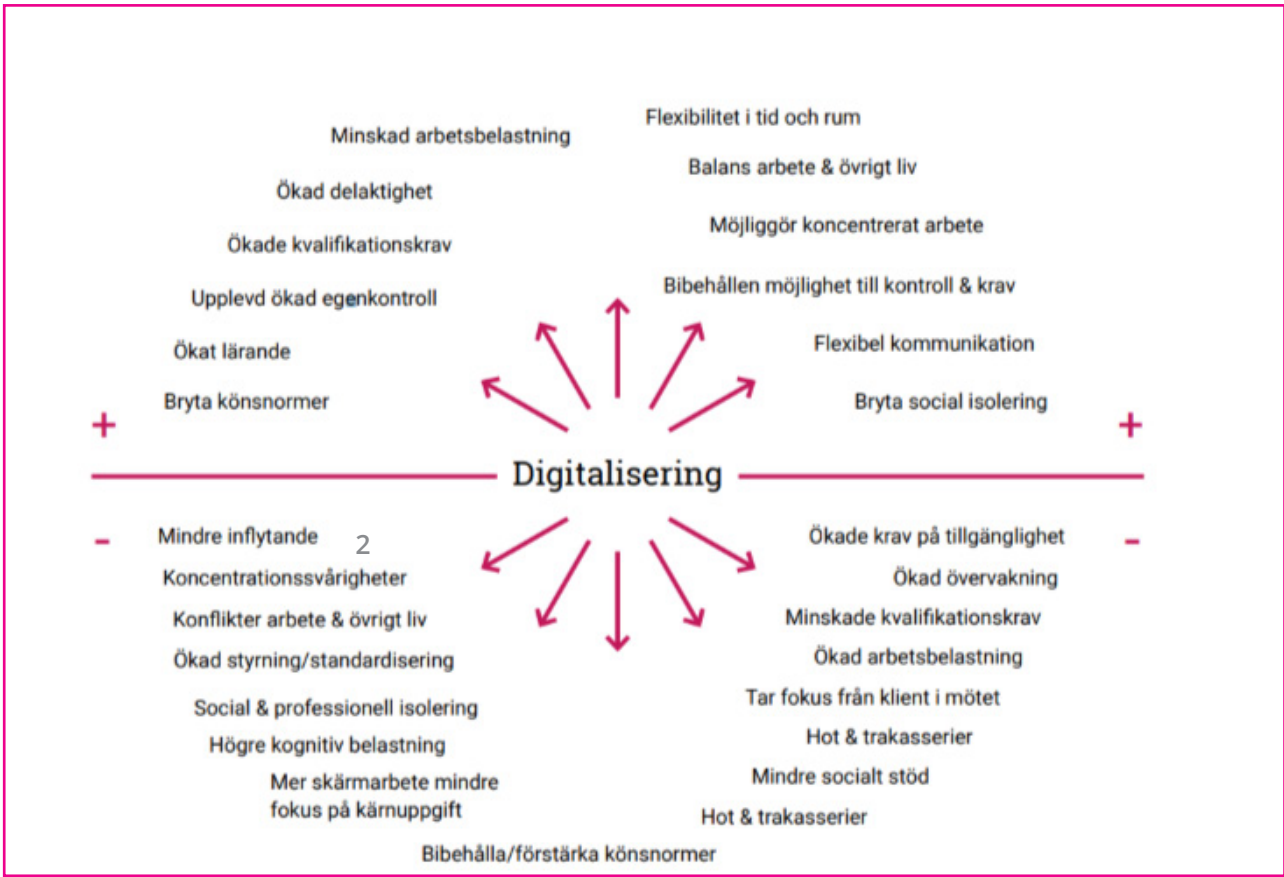 Minskad arbetsbelastning
Flexibilitet i tid och rum
Ökad delaktighet
Balans arbete & övrigt liv
Ökade kvalifikationskrav
Möjliggör koncentrerat arbete
Upplevd ökad egenkontroll
Bibehållen möjlighet till kontroll & krav
Ökat lärande
Flexibel kommunikation
Bryta könsnormer
Bryta social isolering
+
+
Digitalisering
-
-
Mindre inflytande
2
Ökade krav på tillgänglighet
Koncentrationssvårigheter
Ökad övervakning
Konflikter arbete & övrigt liv
Minskade kvalifikationskrav
Ökad styrning/standardisering
Ökad arbetsbelastning
Social & professionell isolering
Tar fokus från klient i mötet
Högre kognitiv belastning
Hot & trakasserier
Mer skärmarbete mindre
fokus på kärnuppgift
Mindre socialt stöd
Hot & trakasserier
Bibehålla/förstärka könsnormer